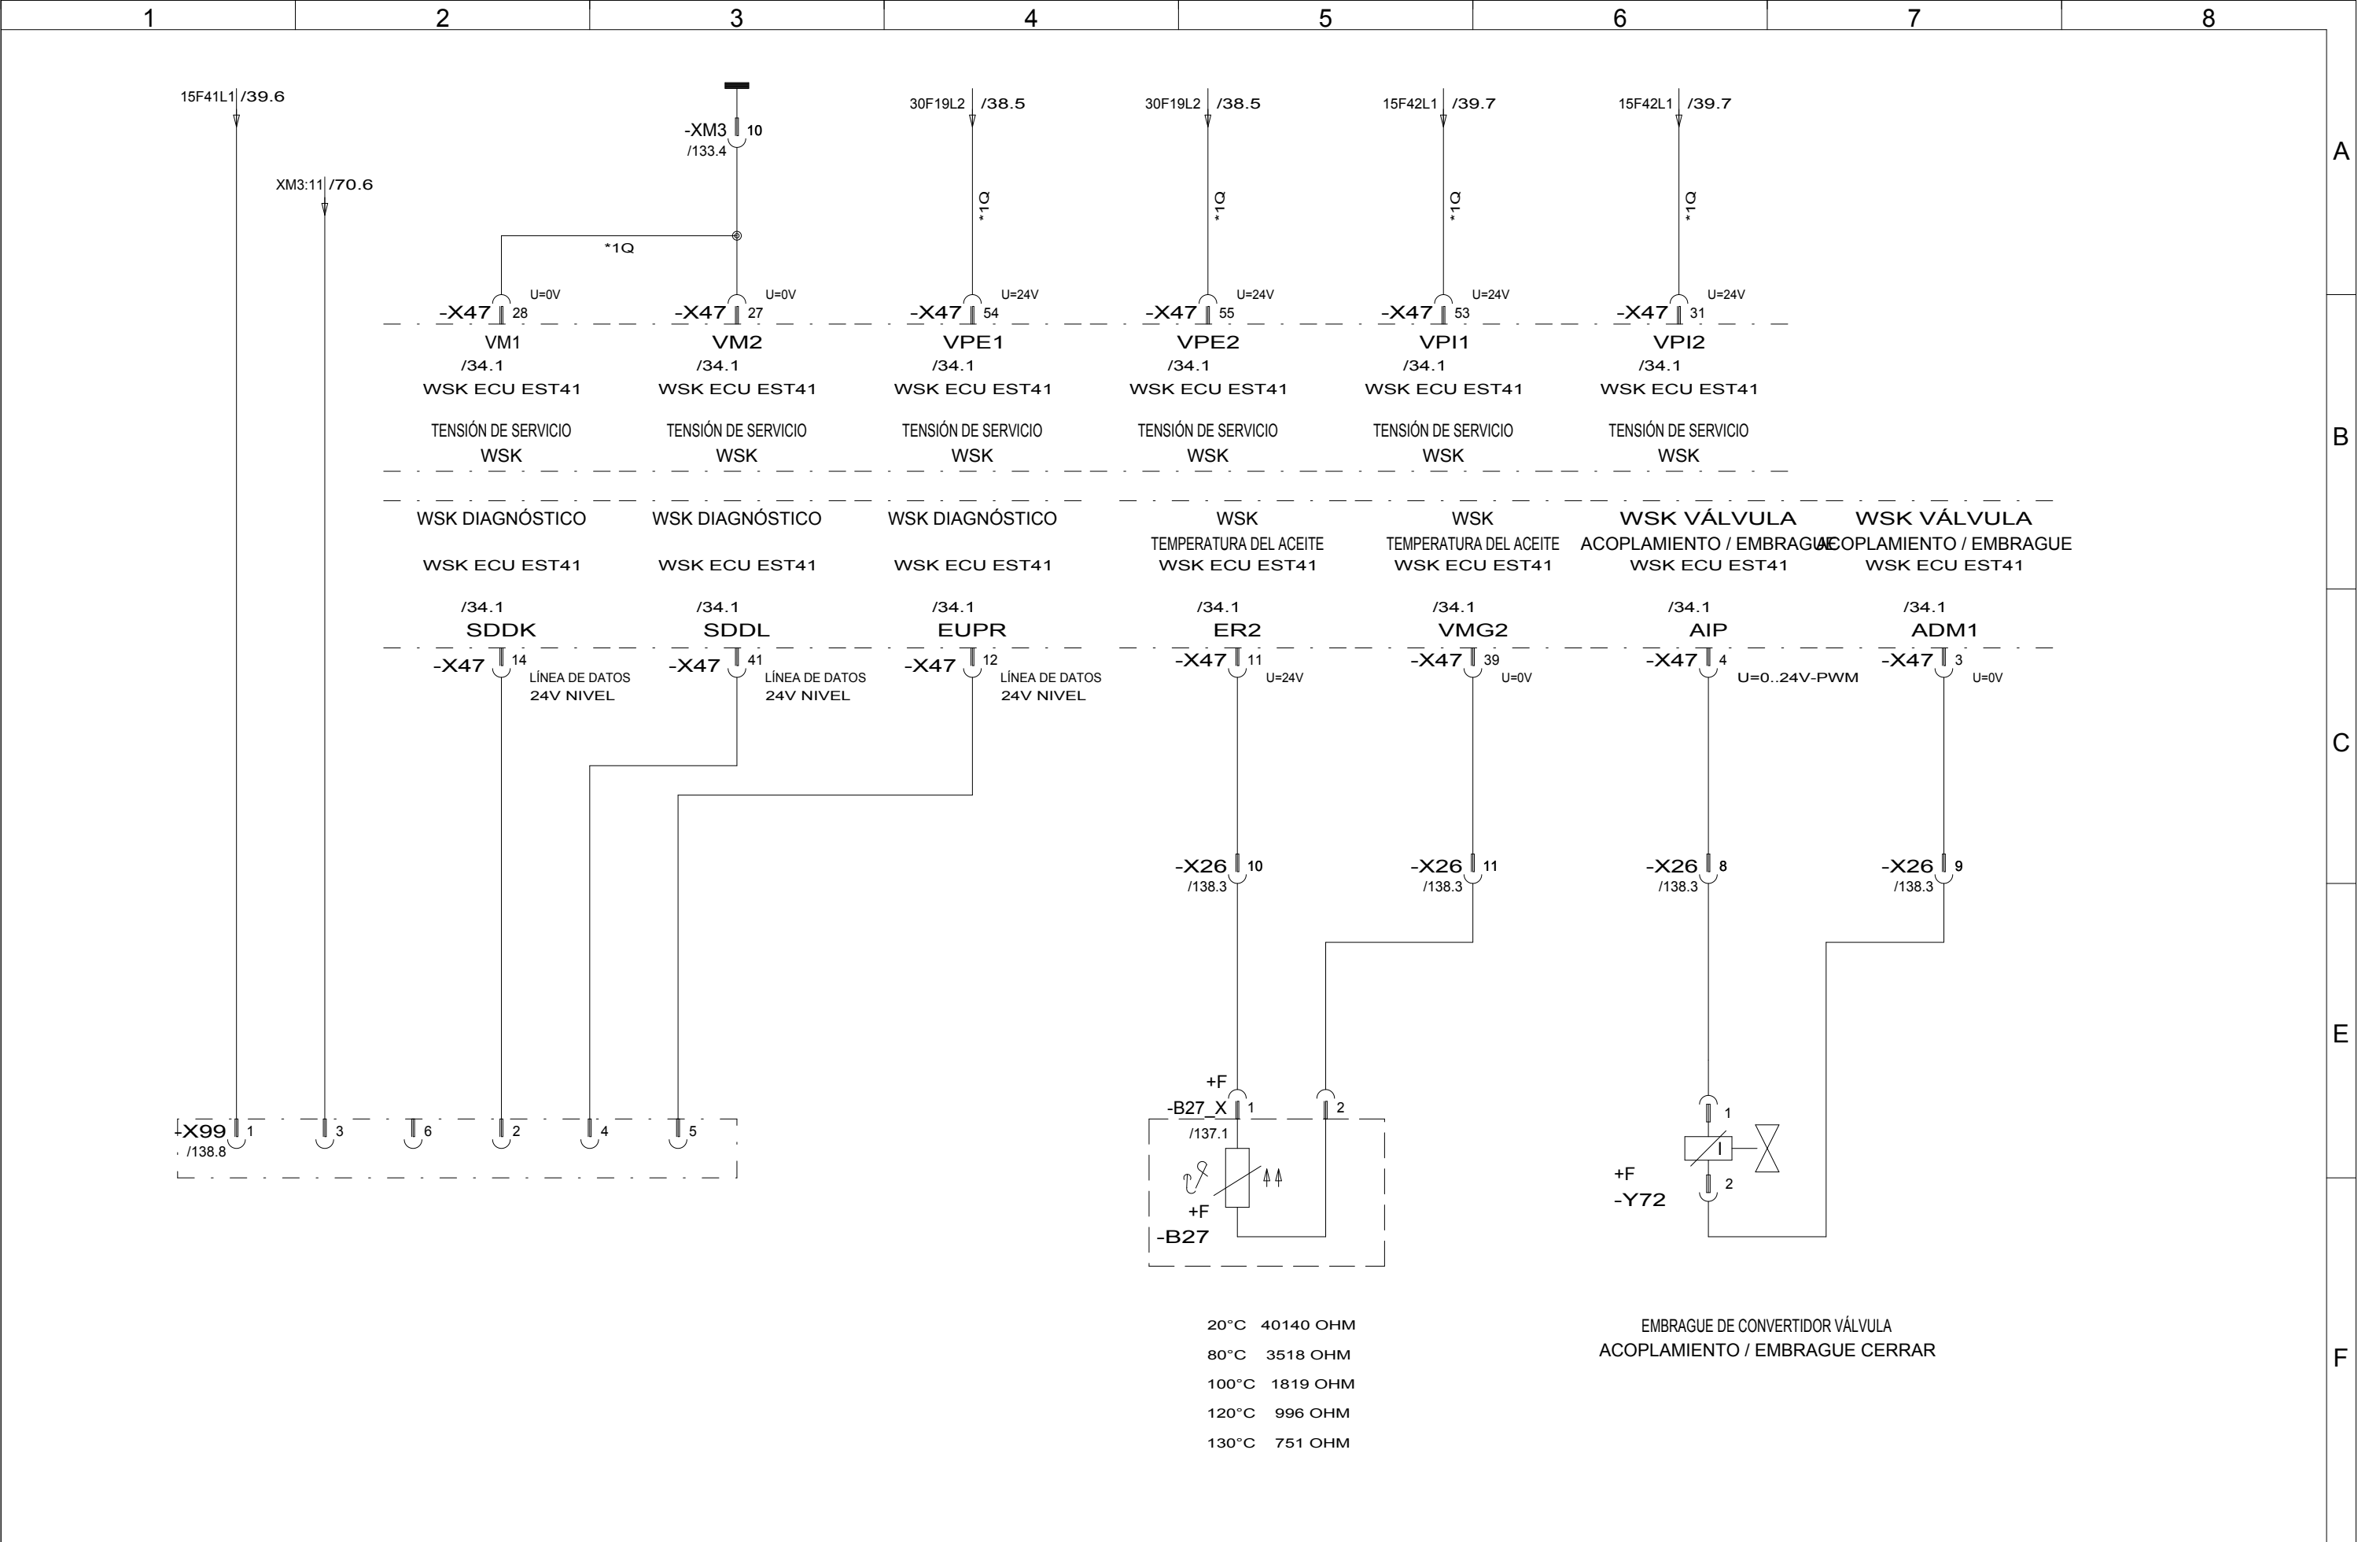 1 2 3 4 5 6 7 8
15F41L1 /39.6
30F19L2 /38.5
30F19L2 /38.5
15F42L1 /39.7
15F42L1 /39.7
-XM3 10
/133.4
A
XM3:11 /70.6
*1Q
*1Q
*1Q
*1Q
*1Q
U=0V
U=0V
U=24V
U=24V
U=24V
U=24V
-X47 28
-X47 27
-X47 54
-X47 55
-X47 53
-X47 31
VM1
VM2
VPE1
VPE2
VPI1
VPI2
/34.1
/34.1
/34.1
/34.1
/34.1
/34.1
WSK ECU EST41
WSK ECU EST41
WSK ECU EST41
WSK ECU EST41
WSK ECU EST41
WSK ECU EST41
TENSIÓN DE SERVICIO
TENSIÓN DE SERVICIO
TENSIÓN DE SERVICIO
TENSIÓN DE SERVICIO
TENSIÓN DE SERVICIO
TENSIÓN DE SERVICIO
B
WSK
WSK
WSK
WSK
WSK
WSK
WSK DIAGNÓSTICO
WSK DIAGNÓSTICO
WSK DIAGNÓSTICO
WSK
WSK
WSK VÁLVULA
WSK VÁLVULA
TEMPERATURA DEL ACEITE
TEMPERATURA DEL ACEITE
ACOPLAMIENTO / EMBRAGUE
ACOPLAMIENTO / EMBRAGUE
WSK ECU EST41
WSK ECU EST41
WSK ECU EST41
WSK ECU EST41
WSK ECU EST41
WSK ECU EST41
WSK ECU EST41
/34.1
/34.1
/34.1
/34.1
/34.1
/34.1
/34.1
SDDK
SDDL
EUPR
ER2
VMG2
AIP
ADM1
-X47 14
-X47 41
-X47 12
-X47 11
-X47 39
-X47 4
-X47 3
LÍNEA DE DATOS
24V NIVEL
LÍNEA DE DATOS
24V NIVEL
LÍNEA DE DATOS
24V NIVEL
U=24V
U=0V
U=0..24V-PWM
U=0V
C
-X26 10
/138.3
-X26 11
/138.3
-X26 8
/138.3
-X26 9
/138.3
E
+F
-B27_X 1 2
/137.1
-X99 1 3 6 2 4 5
/138.8
1
I
2
+F
-Y72
+F
-B27
20°C 40140 OHM
80°C 3518 OHM
100°C 1819 OHM
120°C 996 OHM
130°C 751 OHM
EMBRAGUE DE CONVERTIDOR VÁLVULA
ACOPLAMIENTO / EMBRAGUE CERRAR
F